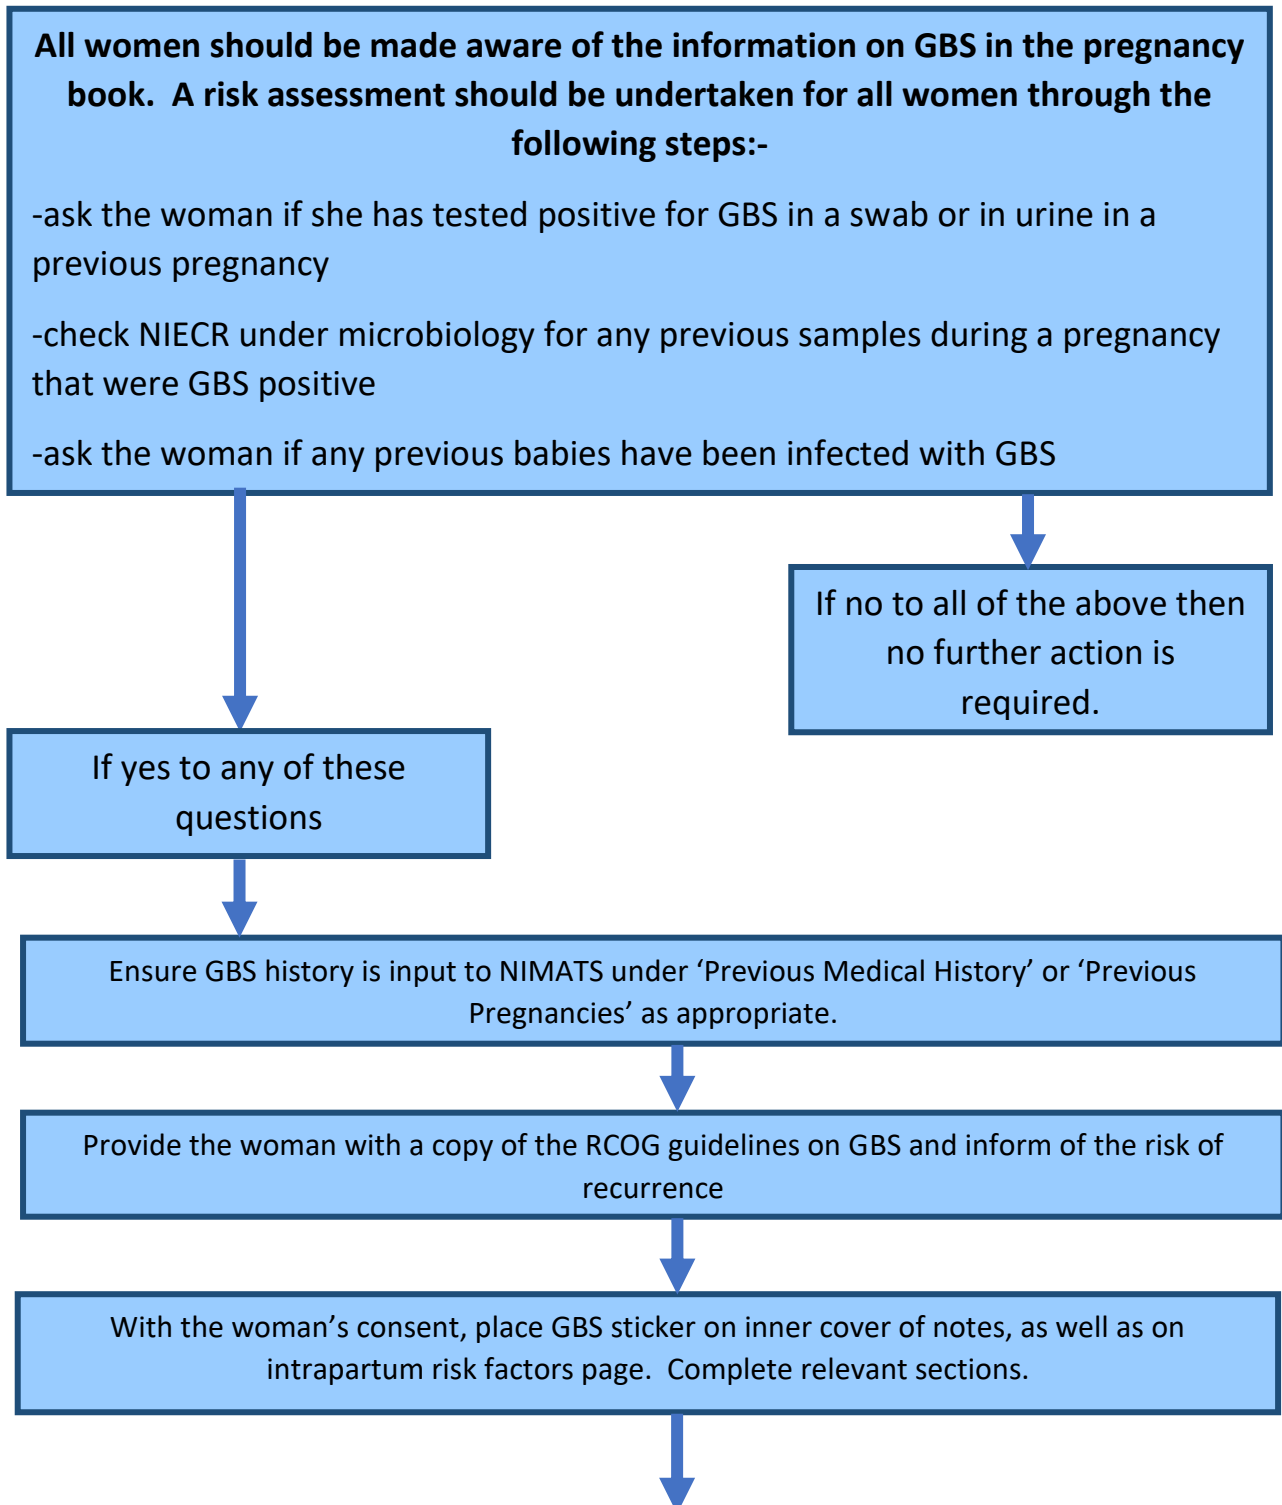 All women should be made aware of the information on GBS in the pregnancy
book.  A risk assessment should be undertaken for all women through the
following steps:-
-ask the woman if she has tested positive for GBS in a swab or in urine in a
previous pregnancy
-check NIECR under microbiology for any previous samples during a pregnancy
that were GBS positive
-ask the woman if any previous babies have been infected with GBS
If no to all of the above then
no further action is
required.
If yes to any of these
questions
Ensure GBS history is input to NIMATS under ‘Previous Medical History’ or ‘Previous
Pregnancies’ as appropriate.
Provide the woman with a copy of the RCOG guidelines on GBS and inform of the risk of
recurrence
With the woman’s consent, place GBS sticker on inner cover of notes, as well as on
intrapartum risk factors page.  Complete relevant sections.